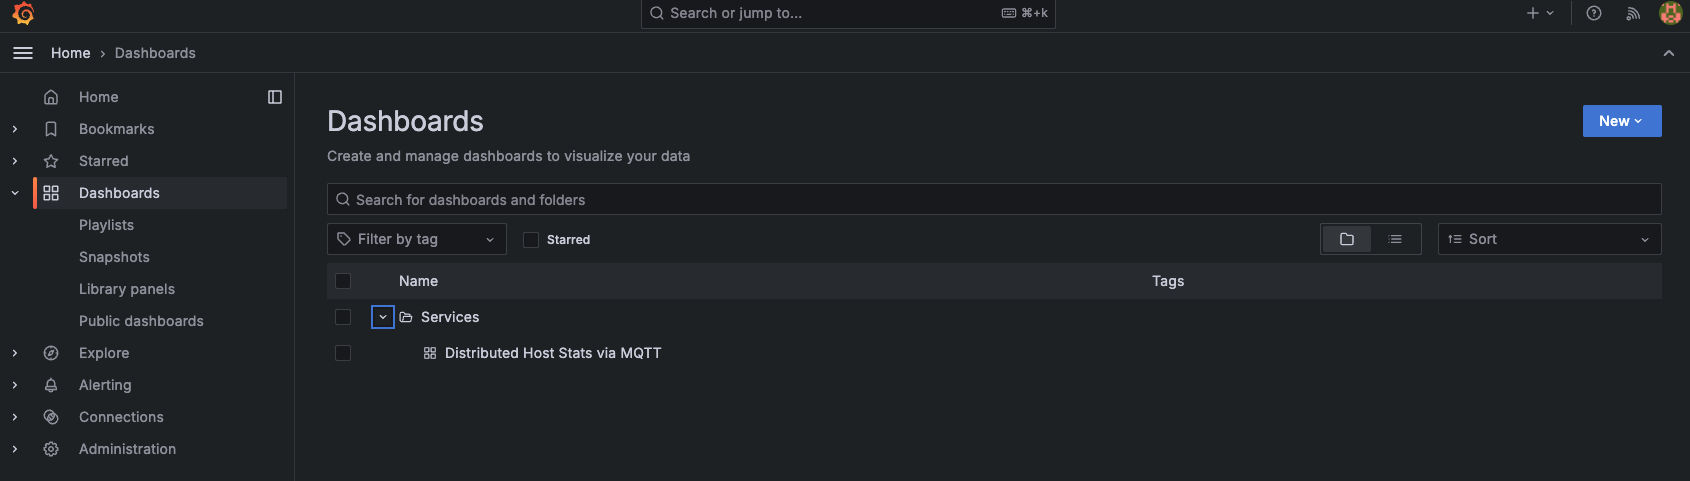 Search or jump to... ⌘+k
Home › Dashboards
Home
Bookmarks
Starred
Dashboards
Playlists
Snapshots
Library panels
Public dashboards
Explore
Alerting
Connections
Administration
Dashboards
New
Create and manage dashboards to visualize your data
Search for dashboards and folders
Filter by tag Starred Sort
Name Tags
Services
Distributed Host Stats via MQTT